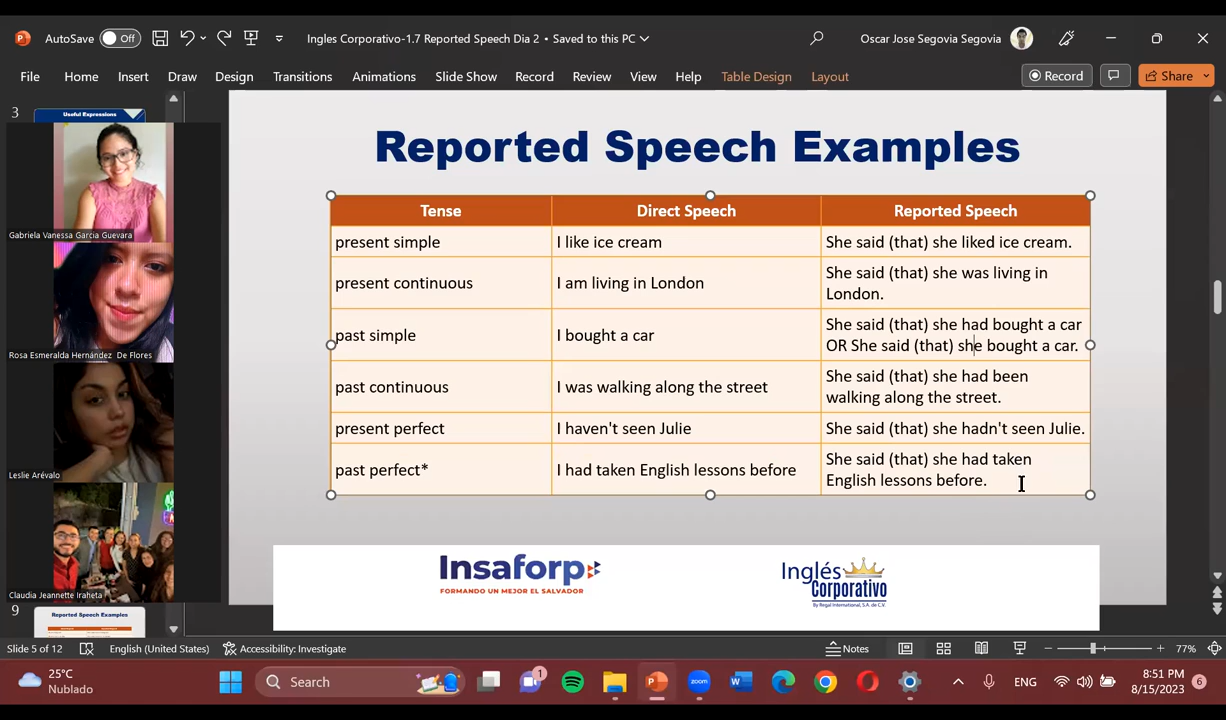 AutoSave Off Ingles Corporativo-1.7 Reported Speech Dia 2 • Saved to this PC Oscar Jose Segovia Segovia
File Home Insert Draw Design Transitions Animations Slide Show Record Review View Help Table Design Layout Record Share
3
Useful Expressions
Gabriela Vanessa Garcia Guevara
Rosa Esmeralda Hernández De Flores
Leslie Arévalo
Claudia Jeannette Iraheta
9
Reported Speech Examples
Reported Speech Examples
Tense Direct Speech Reported Speech
present simple I like ice cream She said (that) she liked ice cream.
present continuous I am living in London She said (that) she was living in
London.
past simple I bought a car She said (that) she had bought a car
OR She said (that) she bought a car.
past continuous I was walking along the street She said (that) she had been
walking along the street.
present perfect I haven't seen Julie She said (that) she hadn't seen Julie.
past perfect* I had taken English lessons before She said (that) she had taken
English lessons before.
Insaforp
FORMANDO UN MEJOR EL SALVADOR
Inglés
Corporativo
By Regal International, S.A. de C.V.
Slide 5 of 12 English (United States) Accessibility: Investigate Notes 77%
25°C
Nublado
Search
1
zoom
ENG
8:51 PM
8/15/2023
6